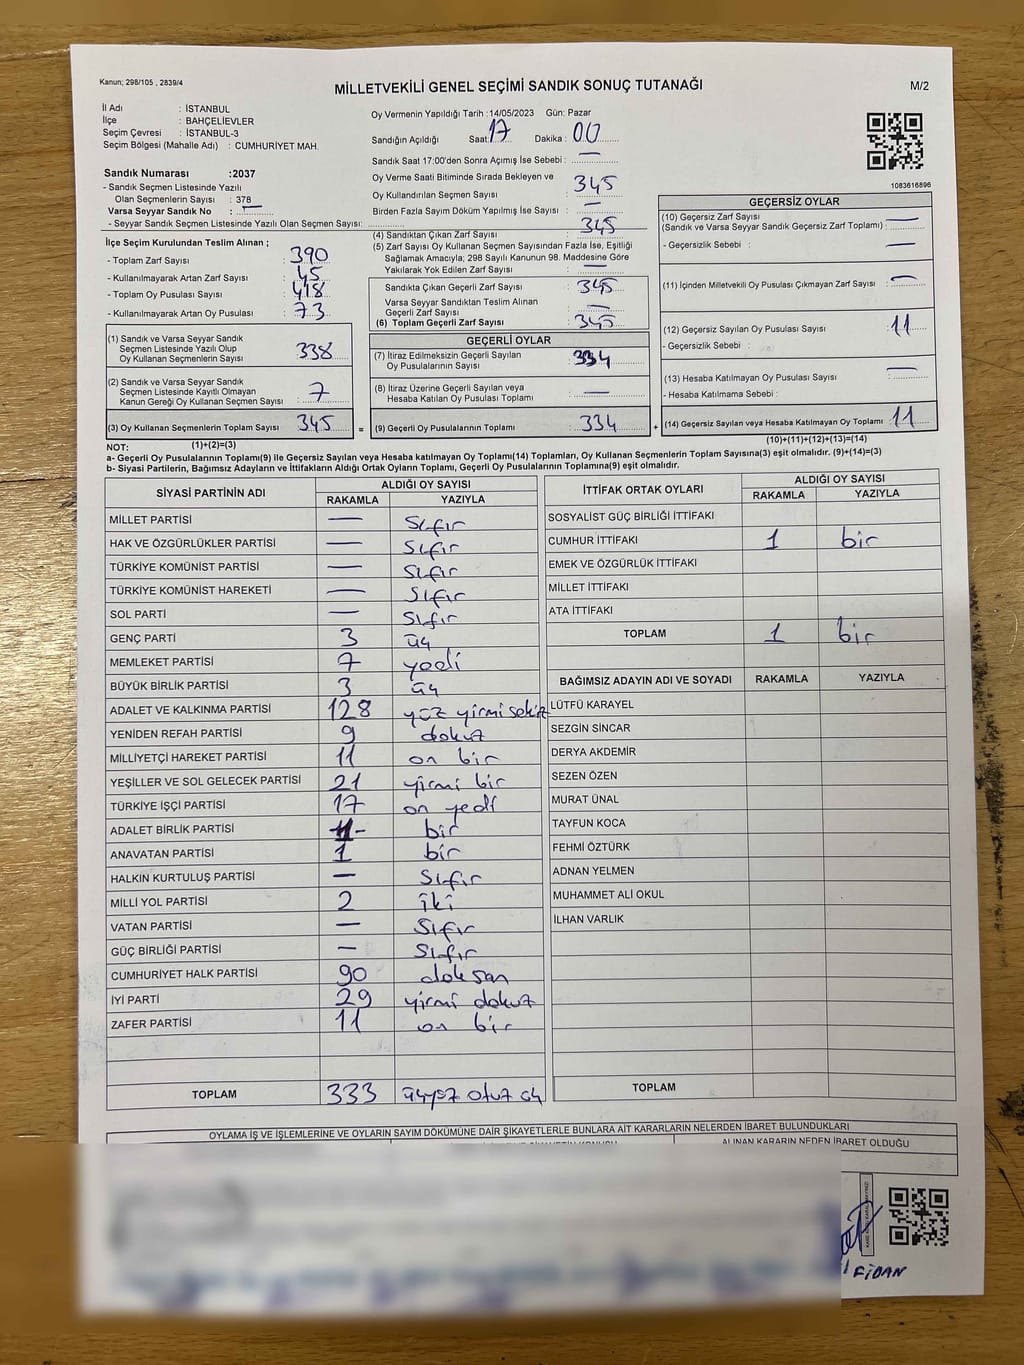 Kanun; 298/105 , 2839/4
MİLLETVEKİLİ GENEL SEÇİMİ SANDIK SONUÇ TUTANAĞI
M/2
İl Adı : İSTANBUL
İlçe : BAHÇELİEVLER
Seçim Çevresi : İSTANBUL-3
Seçim Bölgesi (Mahalle Adı) : CUMHURİYET MAH.
Sandık Numarası :2037
- Sandık Seçmen Listesinde Yazılı
Olan Seçmenlerin Sayısı : 378
Varsa Seyyar Sandık No : —
- Seyyar Sandık Seçmen Listesinde Yazılı Olan Seçmen Sayısı:
İlçe Seçim Kurulundan Teslim Alınan ;
- Toplam Zarf Sayısı : 390
- Kullanılmayarak Artan Zarf Sayısı : 45
- Toplam Oy Pusulası Sayısı : 418
- Kullanılmayarak Artan Oy Pusulası : 73
(1) Sandık ve Varsa Seyyar Sandık
Seçmen Listesinde Yazılı Olup
Oy Kullanan Seçmenlerin Sayısı 338
(2) Sandık ve Varsa Seyyar Sandık
Seçmen Listesinde Kayıtlı Olmayan
Kanun Gereği Oy Kullanan Seçmen Sayısı 7
(3) Oy Kullanan Seçmenlerin Toplam Sayısı 345 =
Oy Vermenin Yapıldığı Tarih :14/05/2023 Gün: Pazar
Sandığın Açıldığı Saat: 17 Dakika : 00
Sandık Saat 17:00'den Sonra Açımış İse Sebebi : —
Oy Verme Saati Bitiminde Sırada Bekleyen ve
Oy Kullandırılan Seçmen Sayısı : 345
Birden Fazla Sayım Döküm Yapılmış İse Sayısı : —
(4) Sandıktan Çıkan Zarf Sayısı : 345
(5) Zarf Sayısı Oy Kullanan Seçmen Sayısından Fazla İse, Eşitliği
Sağlamak Amacıyla; 298 Sayılı Kanunun 98. Maddesine Göre
Yakılarak Yok Edilen Zarf Sayısı : —
Sandıkta Çıkan Geçerli Zarf Sayısı : 345
Varsa Seyyar Sandıktan Teslim Alınan
Geçerli Zarf Sayısı : —
(6) Toplam Geçerli Zarf Sayısı : 345
GEÇERLİ OYLAR
(7) İtiraz Edilmeksizin Geçerli Sayılan
Oy Pusulalarının Sayısı : 334
(8) İtiraz Üzerine Geçerli Sayılan veya
Hesaba Katılan Oy Pusulası Toplamı : —
(9) Geçerli Oy Pusulalarının Toplamı : 334 +
1083616896
GEÇERSİZ OYLAR
(10) Geçersiz Zarf Sayısı
(Sandık ve Varsa Seyyar Sandık Geçersiz Zarf Toplamı) : —
- Geçersizlik Sebebi : —
(11) İçinden Milletvekili Oy Pusulası Çıkmayan Zarf Sayısı : —
(12) Geçersiz Sayılan Oy Pusulası Sayısı : 11
- Geçersizlik Sebebi :
(13) Hesaba Katılmayan Oy Pusulası Sayısı : —
- Hesaba Katılmama Sebebi :
(14) Geçersiz Sayılan veya Hesaba Katılmayan Oy Toplamı : 11
(1)+(2)=(3)
(10)+(11)+(12)+(13)=(14)
NOT:
a- Geçerli Oy Pusulalarının Toplamı(9) ile Geçersiz Sayılan veya Hesaba katılmayan Oy Toplamı(14) Toplamları, Oy Kullanan Seçmenlerin Toplam Sayısına(3) eşit olmalıdır. (9)+(14)=(3)
b- Siyasi Partilerin, Bağımsız Adayların ve İttifakların Aldığı Ortak Oyların Toplamı, Geçerli Oy Pusulalarının Toplamına(9) eşit olmalıdır.
SİYASİ PARTİNİN ADI ALDIĞI OY SAYISI
RAKAMLA YAZIYLA
MİLLET PARTİSİ — Sıfır
HAK VE ÖZGÜRLÜKLER PARTİSİ — Sıfır
TÜRKİYE KOMÜNİST PARTİSİ — Sıfır
TÜRKİYE KOMÜNİST HAREKETİ — Sıfır
SOL PARTİ — Sıfır
GENÇ PARTİ 3 üç
MEMLEKET PARTİSİ 7 yedi
BÜYÜK BİRLİK PARTİSİ 3 üç
ADALET VE KALKINMA PARTİSİ 128 yüz yirmi sekiz
YENİDEN REFAH PARTİSİ 9 dokuz
MİLLİYETÇİ HAREKET PARTİSİ 11 on bir
YEŞİLLER VE SOL GELECEK PARTİSİ 21 yirmi bir
TÜRKİYE İŞÇİ PARTİSİ 17 on yedi
ADALET BİRLİK PARTİSİ bir
ANAVATAN PARTİSİ 1 bir
HALKIN KURTULUŞ PARTİSİ — Sıfır
MİLLİ YOL PARTİSİ 2 iki
VATAN PARTİSİ — Sıfır
GÜÇ BİRLİĞİ PARTİSİ — Sıfır
CUMHURİYET HALK PARTİSİ 90 doksan
İYİ PARTİ 29 yirmi dokuz
ZAFER PARTİSİ 11 on bir
TOPLAM 333 üçyüz otuz üç
İTTİFAK ORTAK OYLARI ALDIĞI OY SAYISI
RAKAMLA YAZIYLA
SOSYALİST GÜÇ BİRLİĞİ İTTİFAKI
CUMHUR İTTİFAKI 1 bir
EMEK VE ÖZGÜRLÜK İTTİFAKI
MİLLET İTTİFAKI
ATA İTTİFAKI
TOPLAM 1 bir
BAĞIMSIZ ADAYIN ADI VE SOYADI RAKAMLA YAZIYLA
LÜTFÜ KARAYEL
SEZGİN SİNCAR
DERYA AKDEMİR
SEZEN ÖZEN
MURAT ÜNAL
TAYFUN KOCA
FEHMİ ÖZTÜRK
ADNAN YELMEN
MUHAMMET ALİ OKUL
İLHAN VARLIK
TOPLAM
OYLAMA İŞ VE İŞLEMLERİNE VE OYLARIN SAYIM DÖKÜMÜNE DAİR ŞİKAYETLERLE BUNLARA AİT KARARLARIN NELERDEN İBARET BULUNDUKLARI
ALINAN KARARIN NEDEN İBARET OLDUĞU
FİDAN